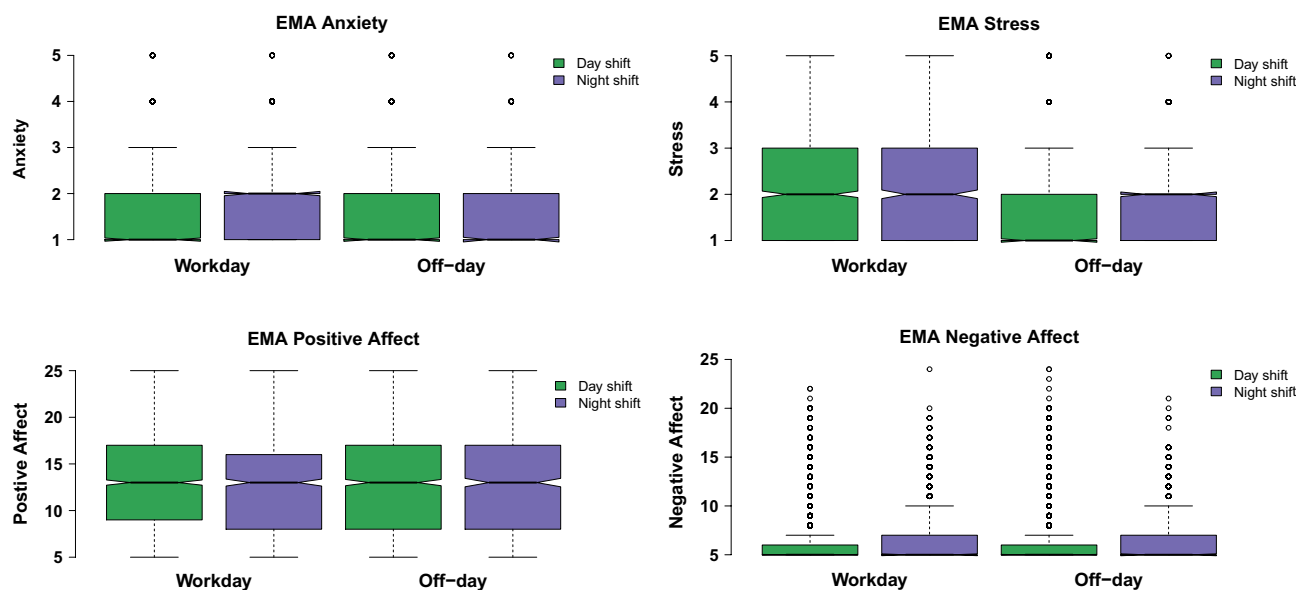 EMA Anxiety
5
4
3
2
1
Anxiety
Day shift
Night shift
Workday
Off−day
EMA Stress
5
4
3
2
1
Stress
Day shift
Night shift
Workday
Off−day
EMA Positive Affect
25
20
15
10
5
Postive Affect
Day shift
Night shift
Workday
Off−day
EMA Negative Affect
25
20
15
10
5
Negative Affect
Day shift
Night shift
Workday
Off−day